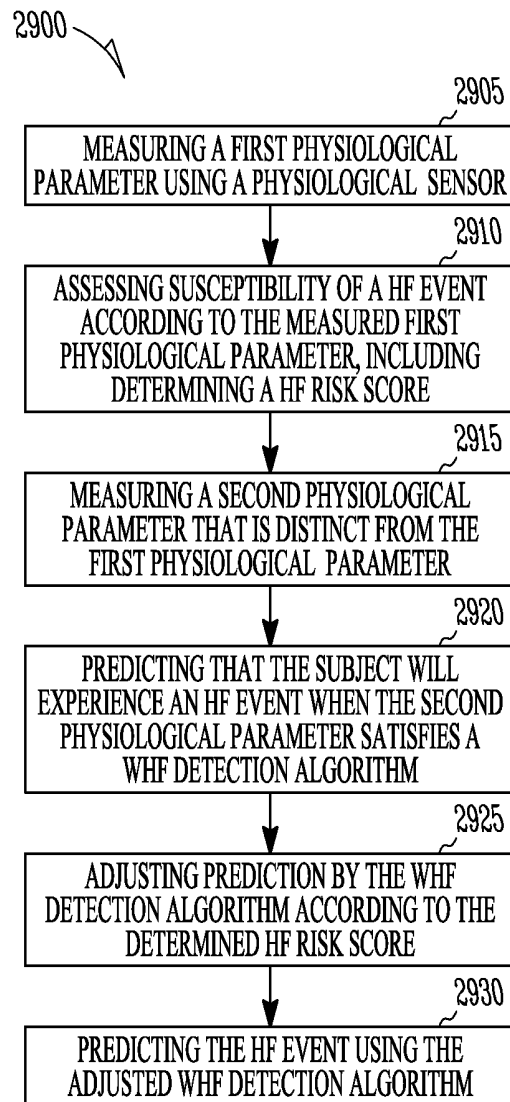 2900
2905
MEASURING A FIRST PHYSIOLOGICAL
PARAMETER USING A PHYSIOLOGICAL SENSOR
2910
ASSESSING SUSCEPTIBILITY OF A HF EVENT
ACCORDING TO THE MEASURED FIRST
PHYSIOLOGICAL PARAMETER, INCLUDING
DETERMINING A HF RISK SCORE
2915
MEASURING A SECOND PHYSIOLOGICAL
PARAMETER THAT IS DISTINCT FROM THE
FIRST PHYSIOLOGICAL PARAMETER
2920
PREDICTING THAT THE SUBJECT WILL
EXPERIENCE AN HF EVENT WHEN THE SECOND
PHYSIOLOGICAL PARAMETER SATISFIES A
WHF DETECTION ALGORITHM
2925
ADJUSTING PREDICTION BY THE WHF
DETECTION ALGORITHM ACCORDING TO THE
DETERMINED HF RISK SCORE
2930
PREDICTING THE HF EVENT USING THE
ADJUSTED WHF DETECTION ALGORITHM